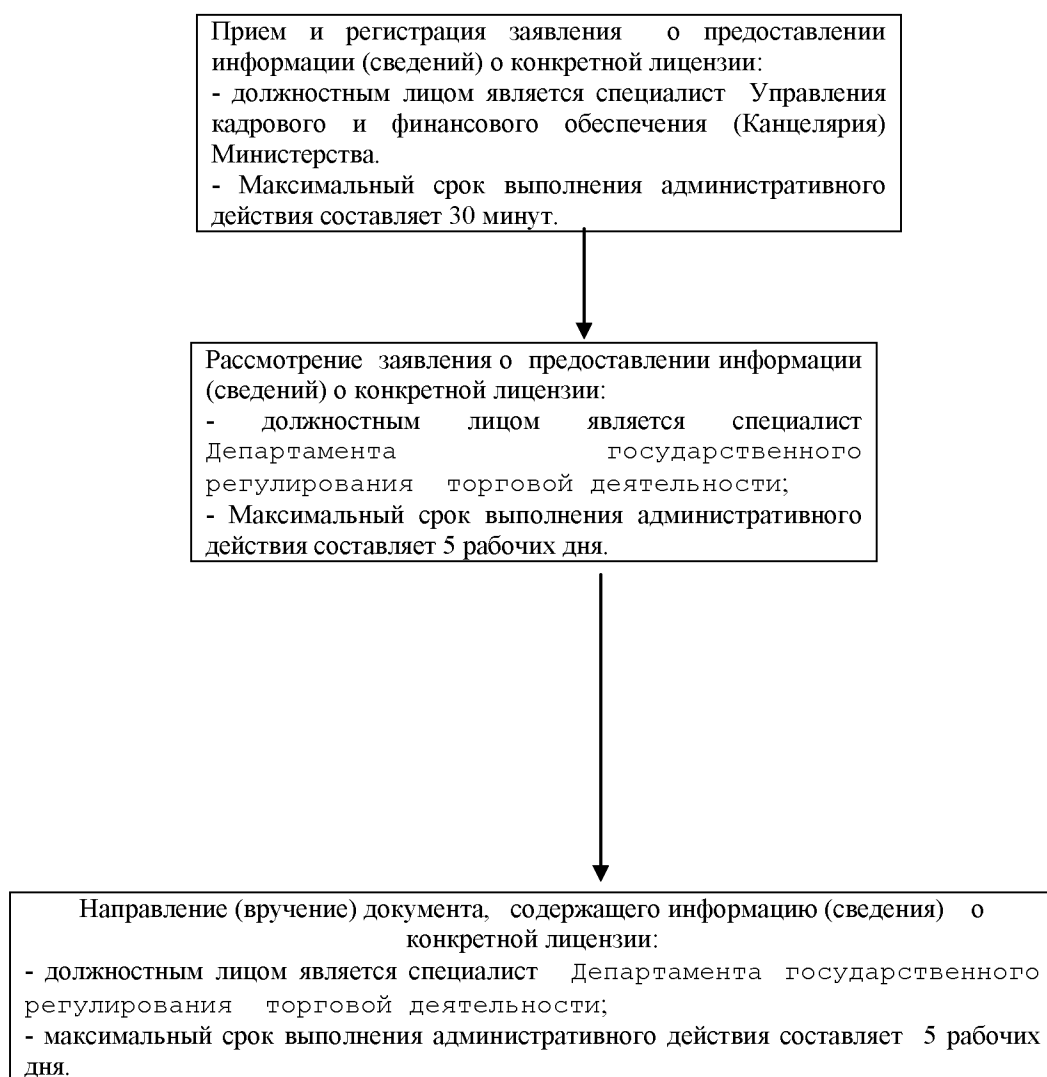 Прием и регистрация заявления о предоставлении
информации (сведений) о конкретной лицензии:
- должностным лицом является специалист Управления
кадрового и финансового обеспечения (Канцелярия)
Министерства.
- Максимальный срок выполнения административного
действия составляет 30 минут.
Рассмотрение заявления о предоставлении информации
(сведений) о конкретной лицензии:
- должностным лицом является специалист
Департамента государственного
регулирования торговой деятельности;
- Максимальный срок выполнения административного
действия составляет 5 рабочих дня.
Направление (вручение) документа, содержащего информацию (сведения) о
конкретной лицензии:
- должностным лицом является специалист Департамента государственного
регулирования торговой деятельности;
- максимальный срок выполнения административного действия составляет 5 рабочих
дня.